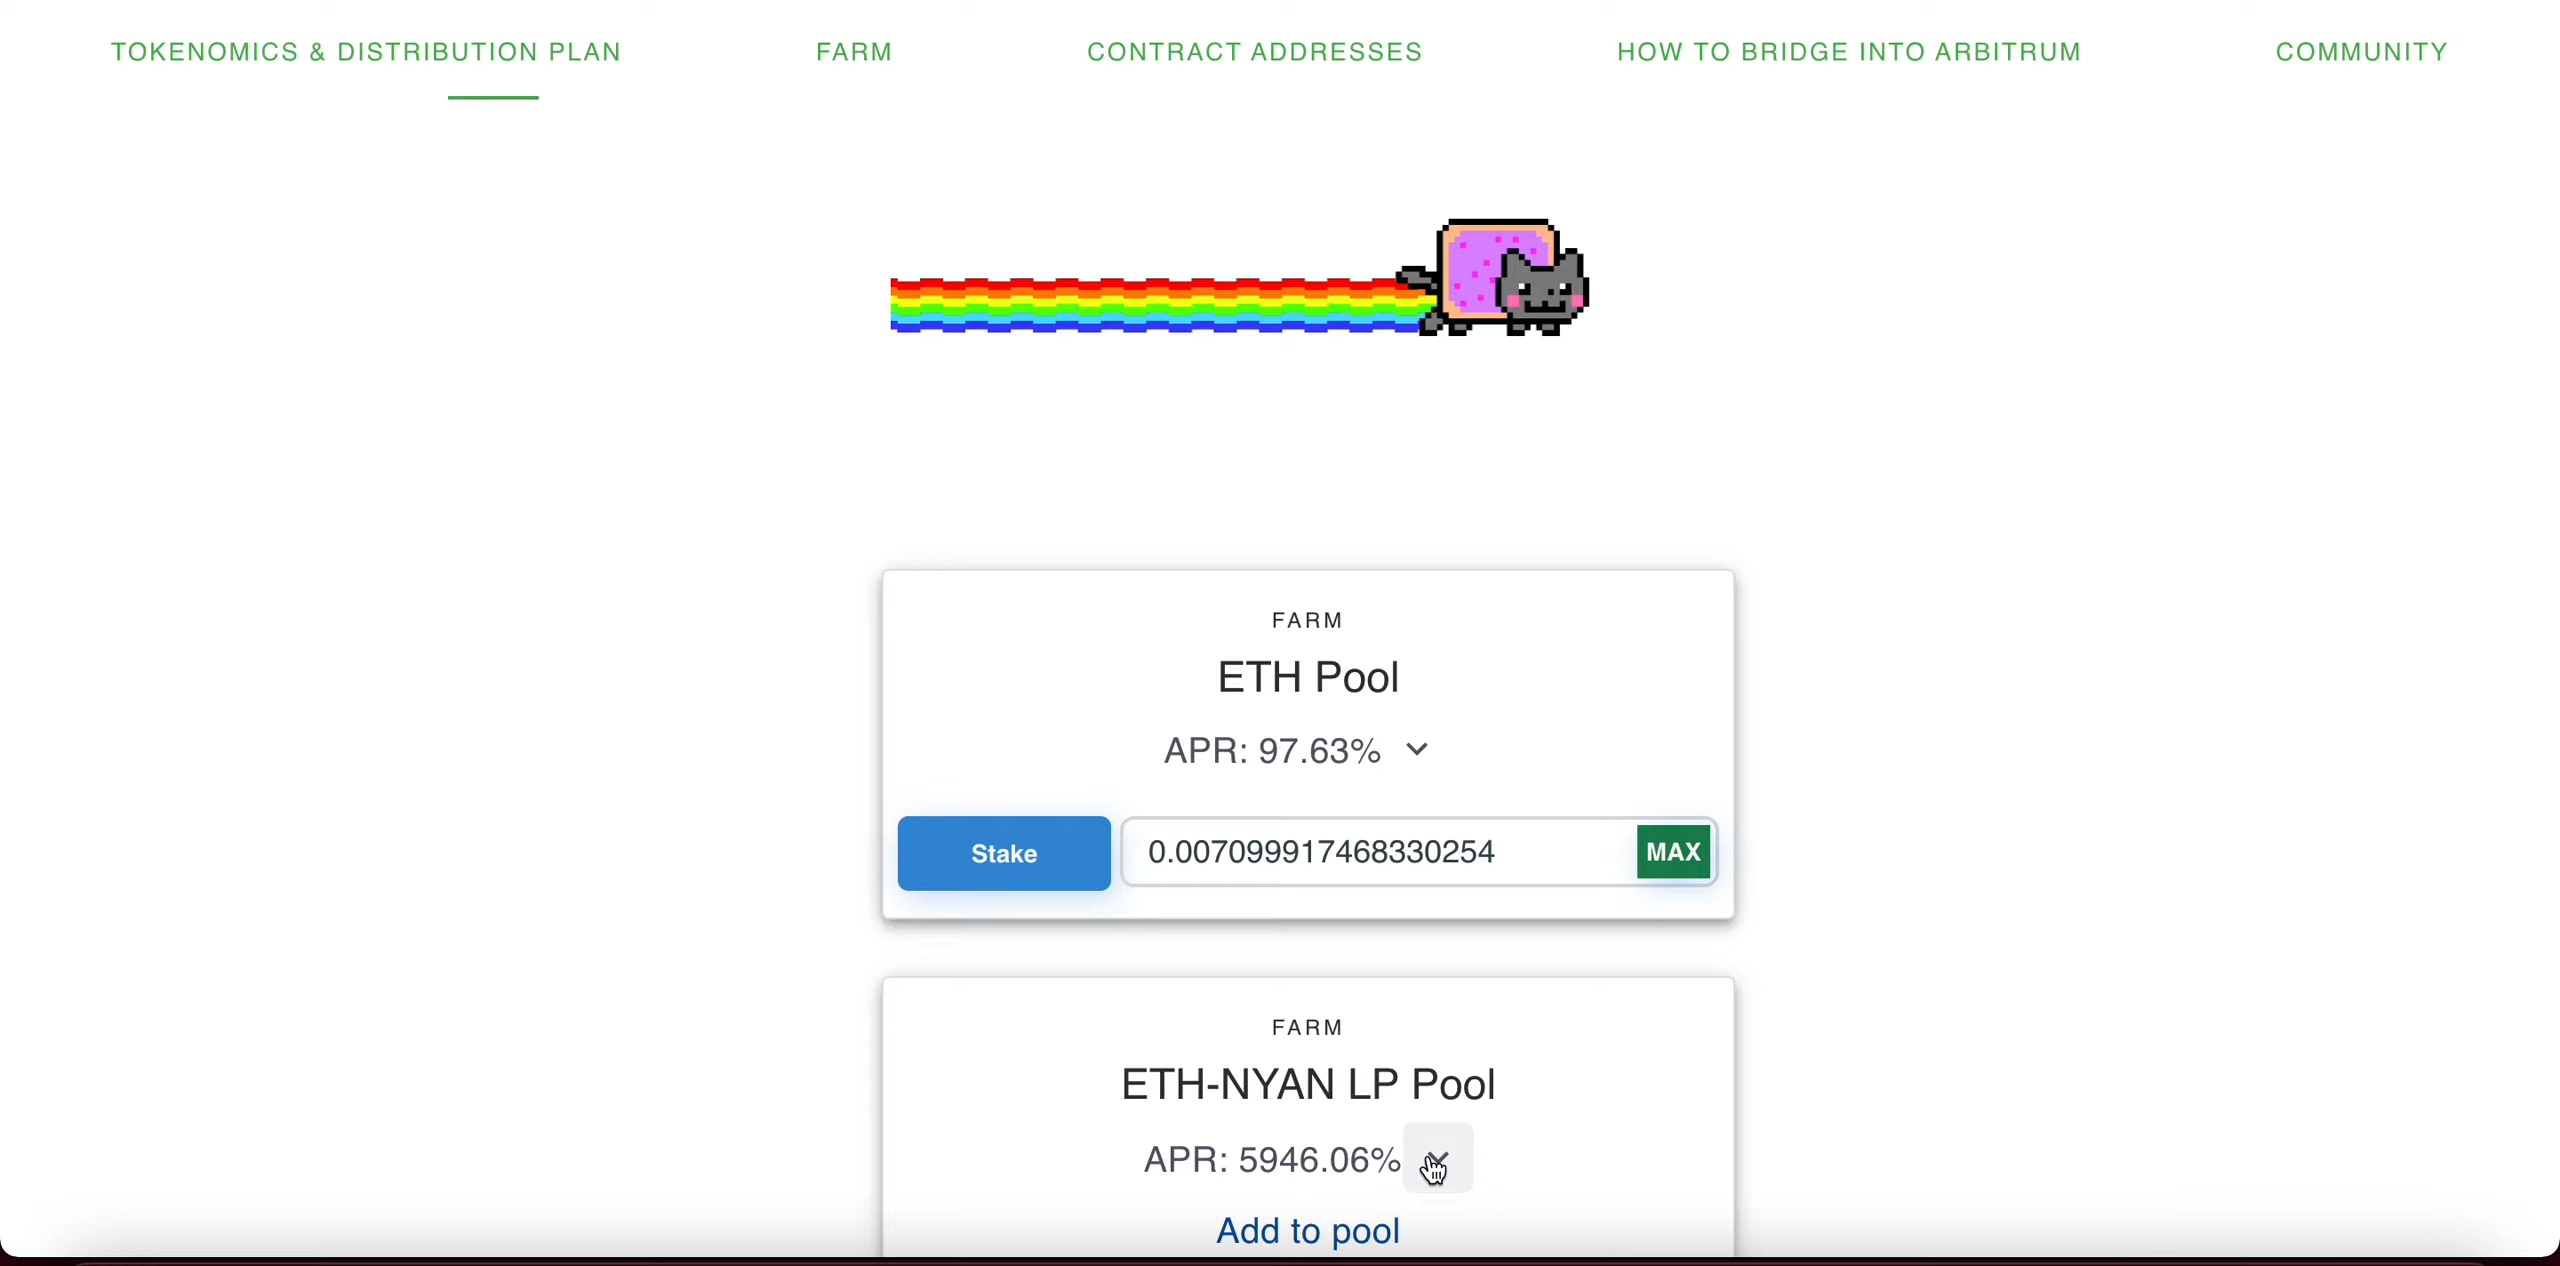 TOKENOMICS & DISTRIBUTION PLAN FARM CONTRACT ADDRESSES HOW TO BRIDGE INTO ARBITRUM COMMUNITY
FARM
ETH Pool
APR: 97.63%
Stake 0.007099917468330254 MAX
FARM
ETH-NYAN LP Pool
APR: 5946.06%
Add to pool